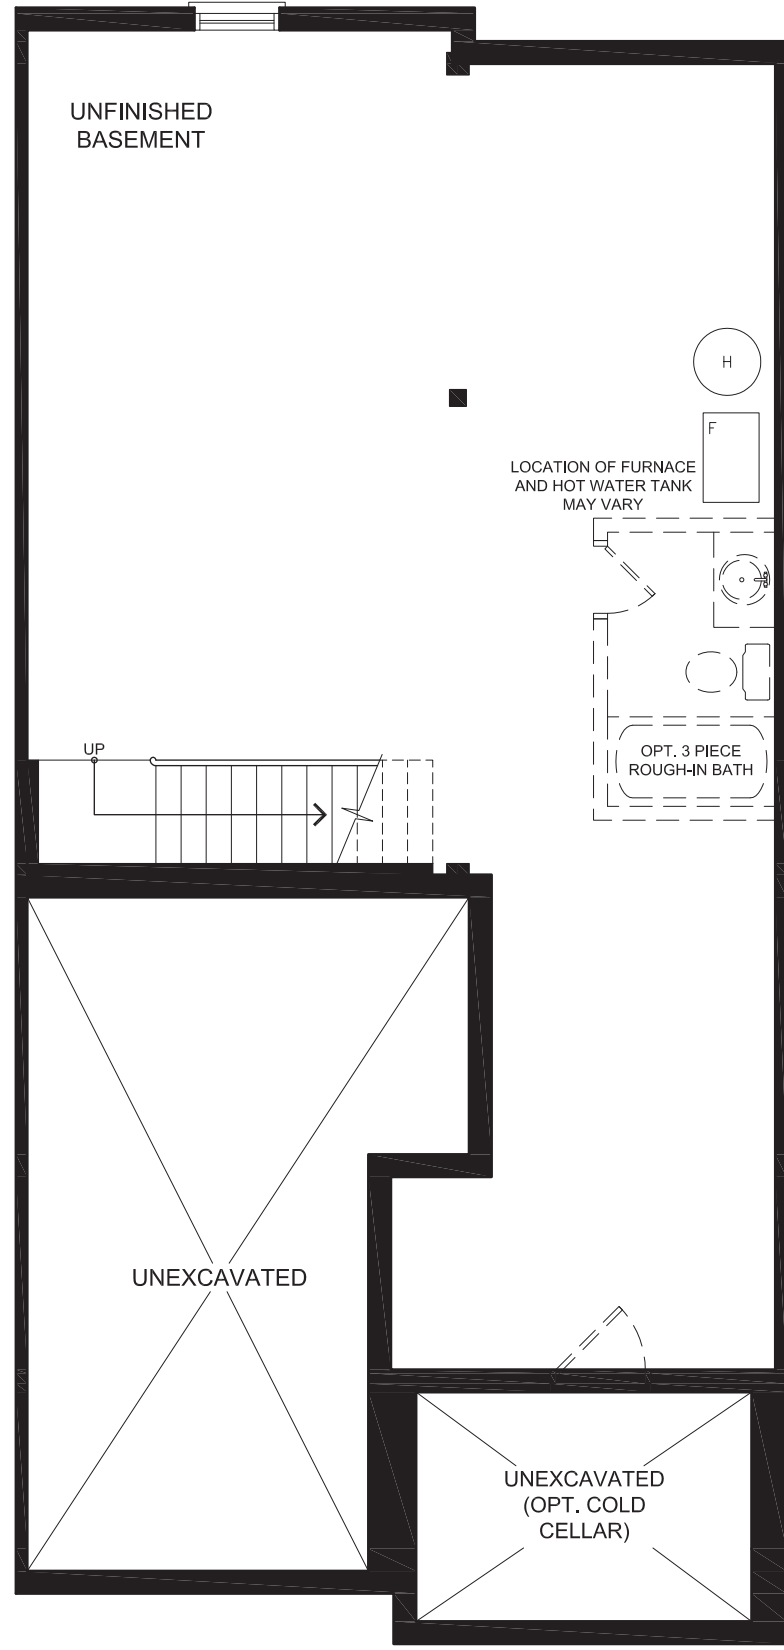 UNFINISHED
BASEMENT
H
F
LOCATION OF FURNACE
AND HOT WATER TANK
MAY VARY
UP
OPT. 3 PIECE
ROUGH-IN BATH
UNEXCAVATED
UNEXCAVATED
(OPT. COLD
CELLAR)